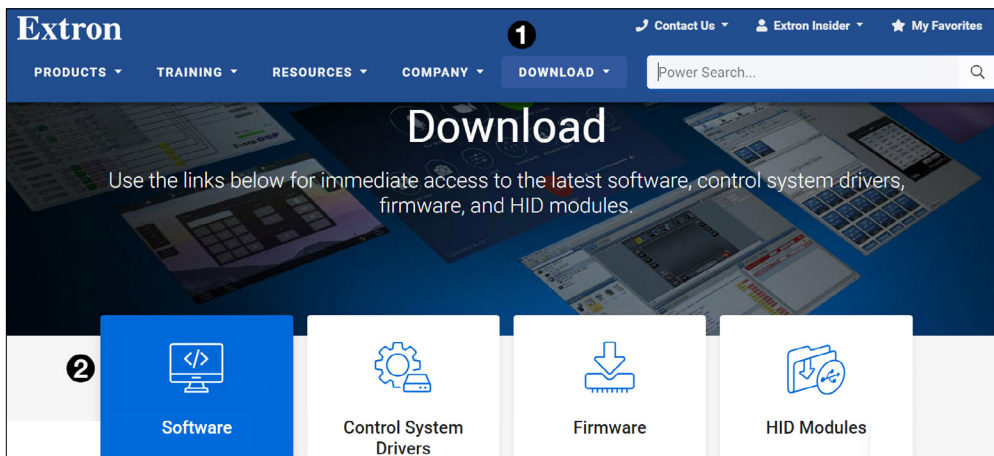 Extron
Contact Us
Extron Insider
My Favorites
1
PRODUCTS
TRAINING
RESOURCES
COMPANY
DOWNLOAD
Power Search...
Download
Use the links below for immediate access to the latest software, control system drivers,
firmware, and HID modules.
2
</>
Software
Control System
Drivers
Firmware
HID Modules